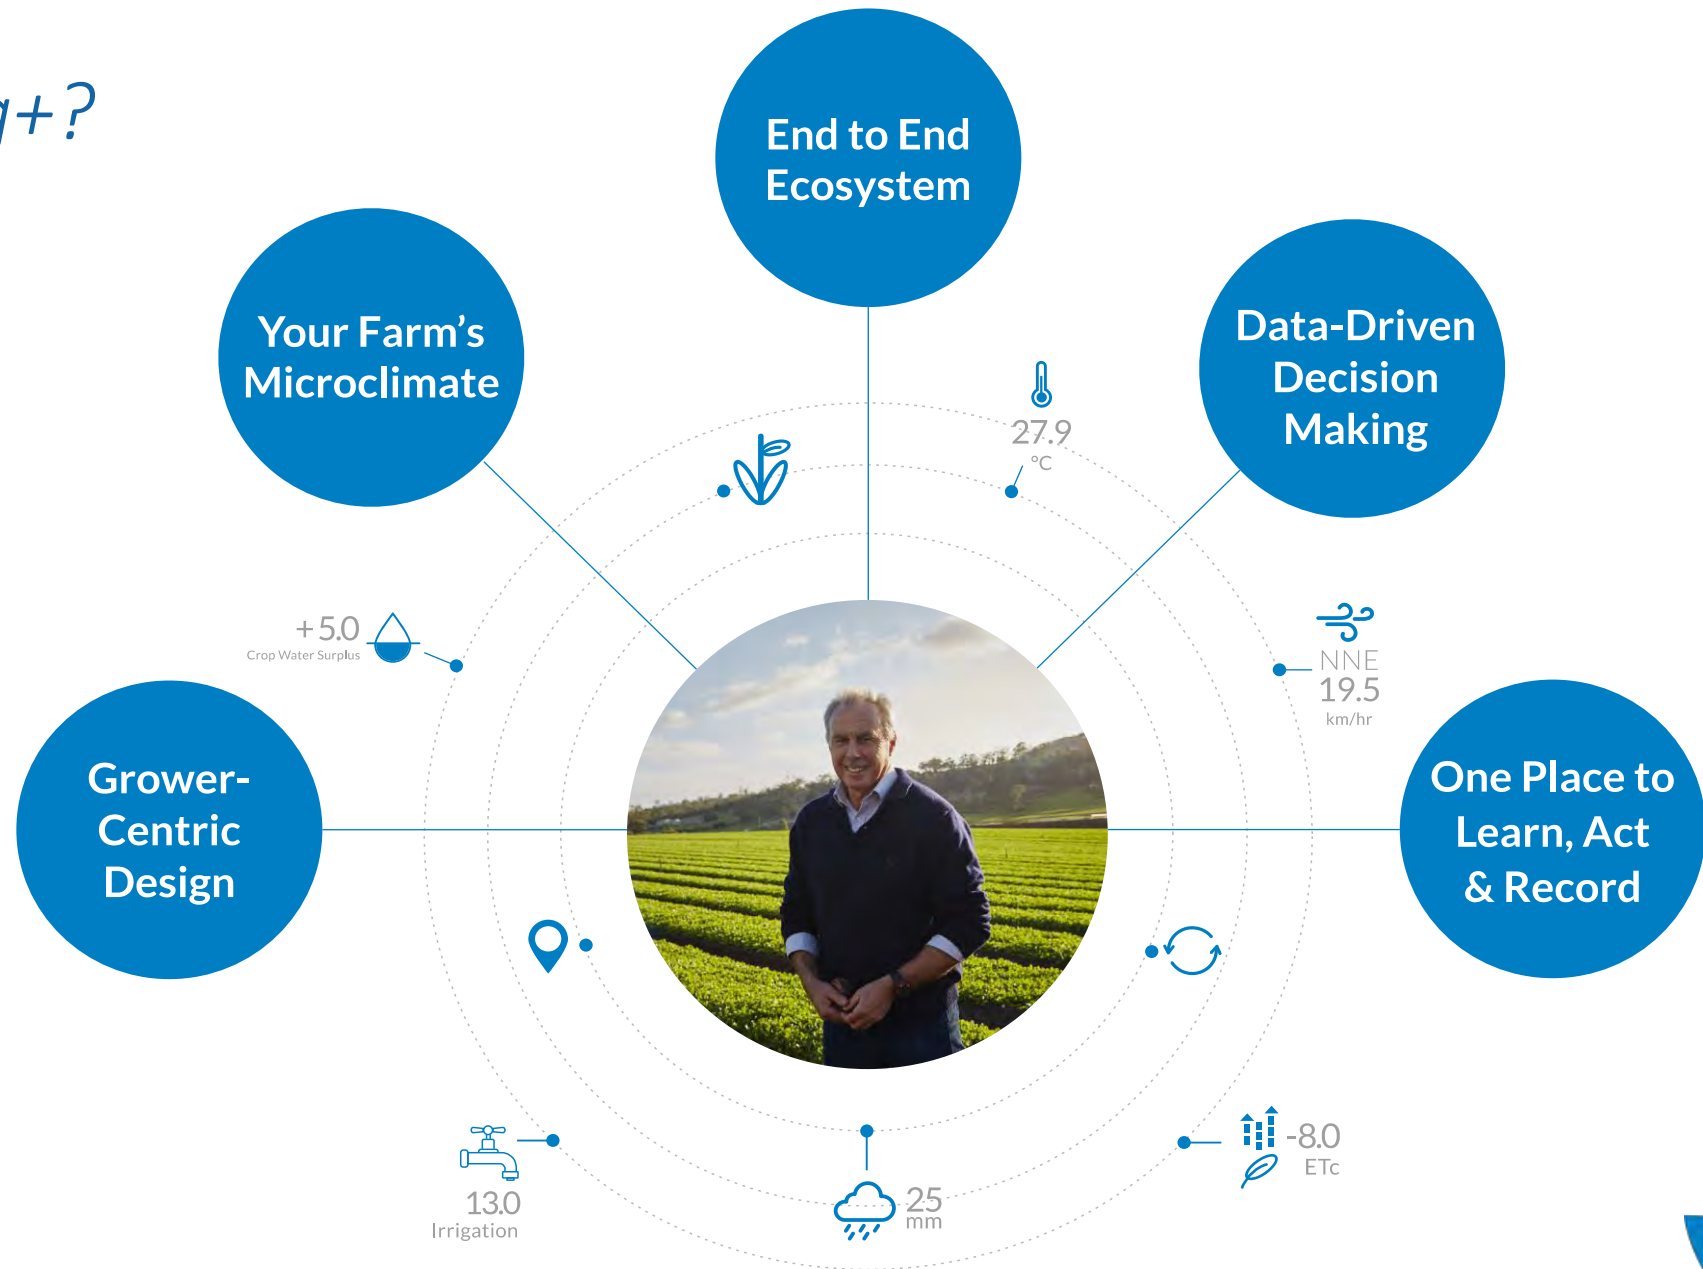 +?
End to End
Ecosystem
Your Farm’s
Microclimate
Data-Driven
Decision
Making
27.9
°C
+5.0
Crop Water Surplus
NNE
19.5
km/hr
Grower-
Centric
Design
One Place to
Learn, Act
& Record
13.0
Irrigation
25
mm
-8.0
ETc